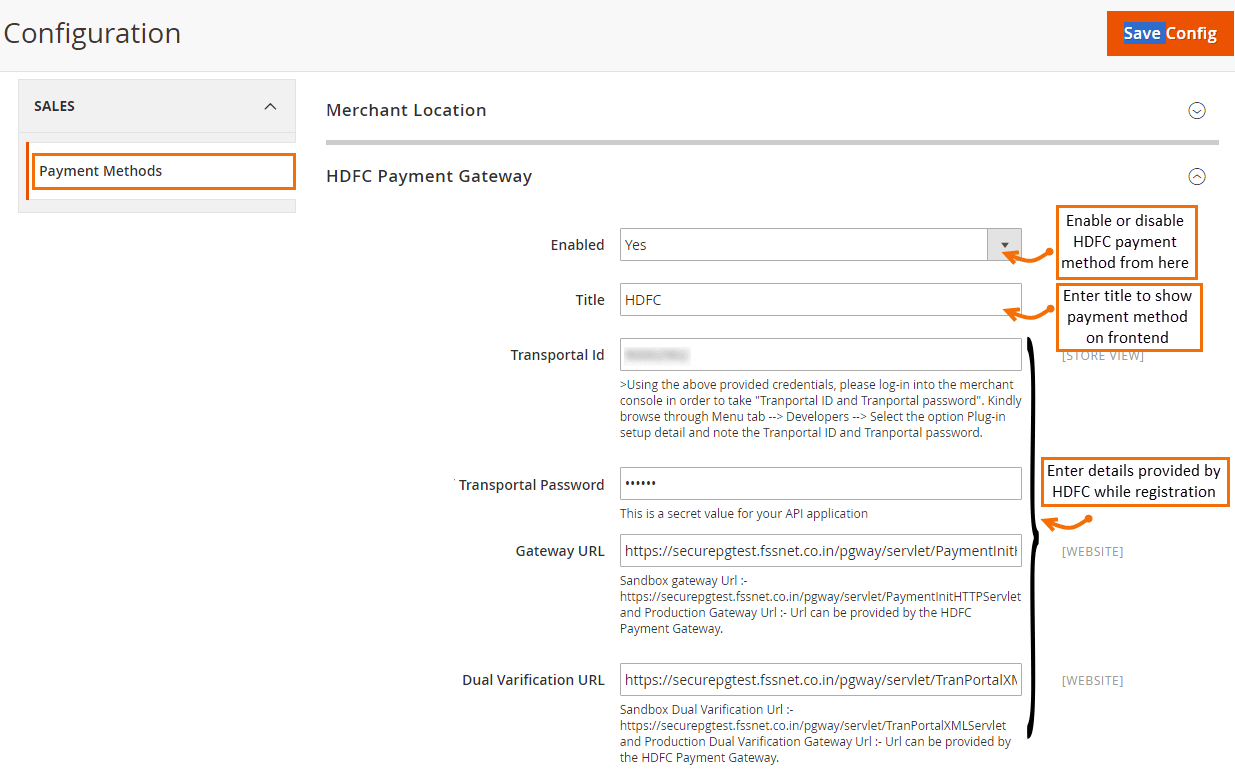 Configuration
Save Config
SALES
Payment Methods
Merchant Location
HDFC Payment Gateway
Enabled
Yes
Enable or disable
HDFC payment
method from here
Title
HDFC
Enter title to show
payment method
on frontend
Transportal Id
[STORE VIEW]
>Using the above provided credentials, please log-in into the merchant
console in order to take "Tranportal ID and Tranportal password". Kindly
browse through Menu tab --> Developers --> Select the option Plug-in
setup detail and note the Tranportal ID and Tranportal password.
Transportal Password
••••••
This is a secret value for your API application
Enter details provided by
HDFC while registration
Gateway URL
https://securepgtest.fssnet.co.in/pgway/servlet/PaymentInitH
[WEBSITE]
Sandbox gateway Url :-
https://securepgtest.fssnet.co.in/pgway/servlet/PaymentInitHTTPServlet
and Production Gateway Url :- Url can be provided by the HDFC
Payment Gateway.
Dual Varification URL
https://securepgtest.fssnet.co.in/pgway/servlet/TranPortalXM
[WEBSITE]
Sandbox Dual Varification Url :-
https://securepgtest.fssnet.co.in/pgway/servlet/TranPortalXMLServlet
and Production Dual Varification Gateway Url :- Url can be provided by
the HDFC Payment Gateway.